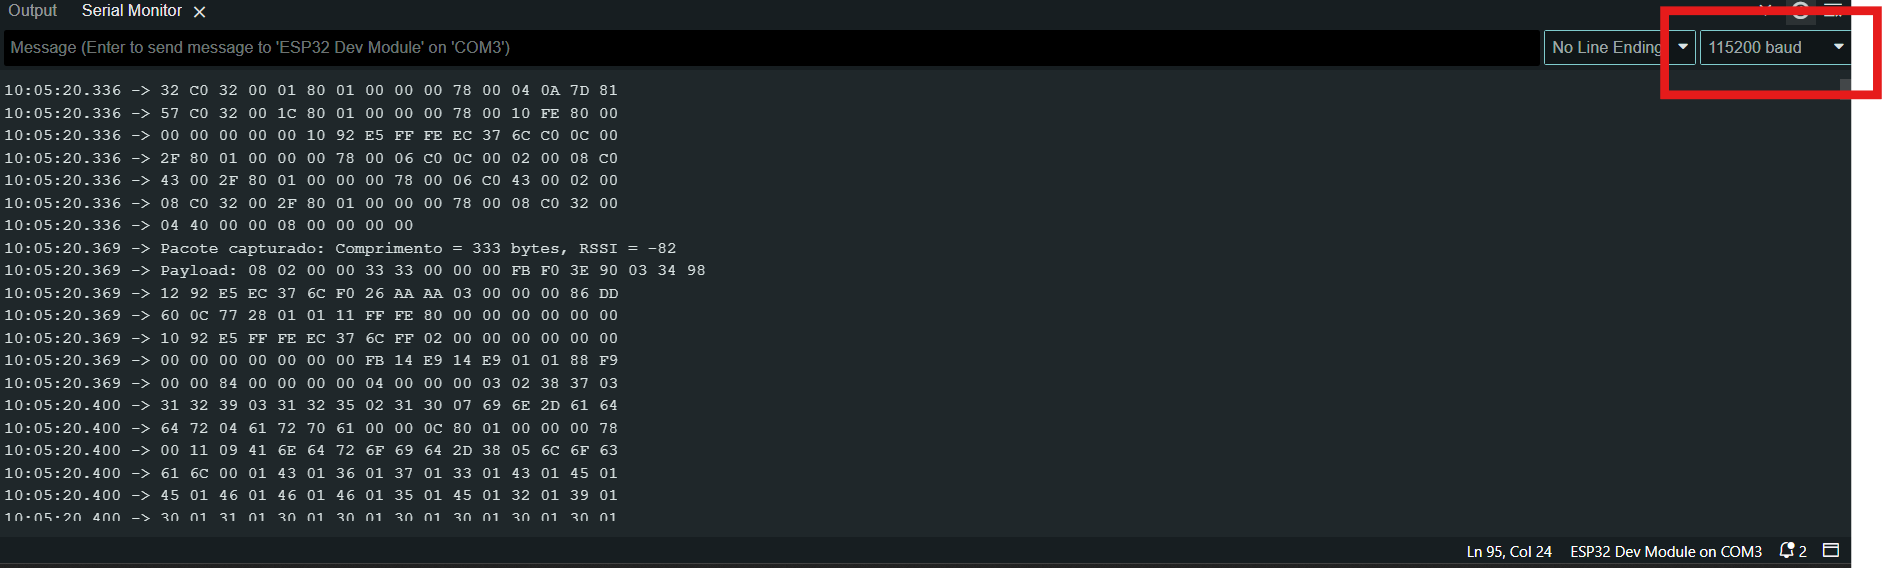 Output Serial Monitor
Message (Enter to send message to 'ESP32 Dev Module' on 'COM3') No Line Ending 115200 baud
10:05:20.336 -> 32 C0 32 00 01 80 01 00 00 00 78 00 04 0A 7D 81
10:05:20.336 -> 57 C0 32 00 1C 80 01 00 00 00 78 00 10 FE 80 00
10:05:20.336 -> 00 00 00 00 00 10 92 E5 FF FE EC 37 6C C0 0C 00
10:05:20.336 -> 2F 80 01 00 00 00 78 00 06 C0 0C 00 02 00 08 C0
10:05:20.336 -> 43 00 2F 80 01 00 00 00 78 00 06 C0 43 00 02 00
10:05:20.336 -> 08 C0 32 00 2F 80 01 00 00 00 78 00 08 C0 32 00
10:05:20.336 -> 04 40 00 00 08 00 00 00 00
10:05:20.369 -> Pacote capturado: Comprimento = 333 bytes, RSSI = -82
10:05:20.369 -> Payload: 08 02 00 00 33 33 00 00 00 FB F0 3E 90 03 34 98
10:05:20.369 -> 12 92 E5 EC 37 6C F0 26 AA AA 03 00 00 00 86 DD
10:05:20.369 -> 60 0C 77 28 01 01 11 FF FE 80 00 00 00 00 00 00
10:05:20.369 -> 10 92 E5 FF FE EC 37 6C FF 02 00 00 00 00 00 00
10:05:20.369 -> 00 00 00 00 00 00 00 FB 14 E9 14 E9 01 01 88 F9
10:05:20.369 -> 00 00 84 00 00 00 00 04 00 00 00 03 02 38 37 03
10:05:20.400 -> 31 32 39 03 31 32 35 02 31 30 07 69 6E 2D 61 64
10:05:20.400 -> 64 72 04 61 72 70 61 00 00 0C 80 01 00 00 00 78
10:05:20.400 -> 00 11 09 41 6E 64 72 6F 69 64 2D 38 05 6C 6F 63
10:05:20.400 -> 61 6C 00 01 43 01 36 01 37 01 33 01 43 01 45 01
10:05:20.400 -> 45 01 46 01 46 01 46 01 35 01 45 01 32 01 39 01
10:05:20.400 -> 30 01 31 01 30 01 30 01 30 01 30 01 30 01 30 01
Ln 95, Col 24 ESP32 Dev Module on COM3 2